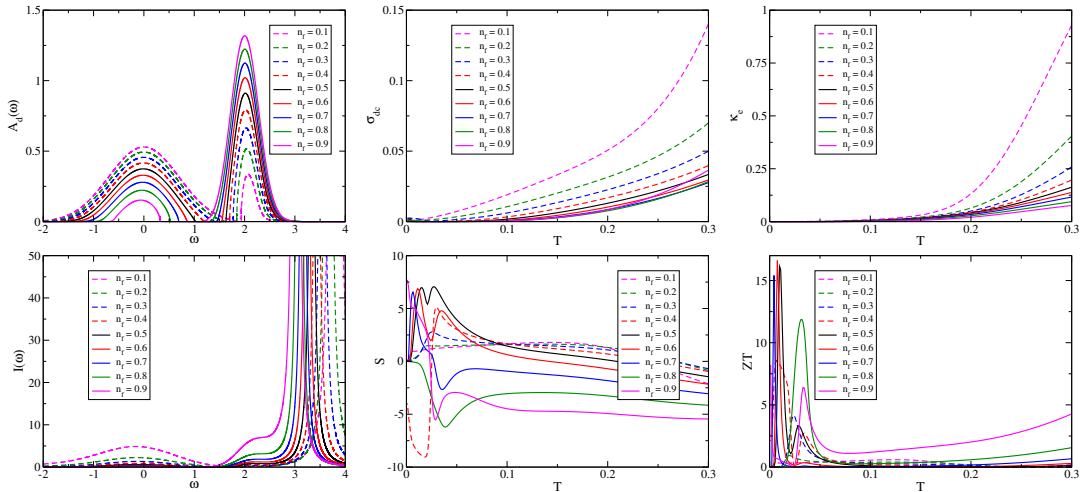 1.5
1
0.5
0
-2
-1
0
1
2
3
4
ω
A_d(ω)
n_f = 0.1
n_f = 0.2
n_f = 0.3
n_f = 0.4
n_f = 0.5
n_f = 0.6
n_f = 0.7
n_f = 0.8
n_f = 0.9
0.15
0.1
0.05
0
0
0.1
0.2
0.3
T
σ_dc
n_f = 0.1
n_f = 0.2
n_f = 0.3
n_f = 0.4
n_f = 0.5
n_f = 0.6
n_f = 0.7
n_f = 0.8
n_f = 0.9
1
0.75
0.5
0.25
0
0
0.1
0.2
0.3
T
κ_e
n_f = 0.1
n_f = 0.2
n_f = 0.3
n_f = 0.4
n_f = 0.5
n_f = 0.6
n_f = 0.7
n_f = 0.8
n_f = 0.9
50
40
30
20
10
0
-2
-1
0
1
2
3
4
ω
I(ω)
n_f = 0.1
n_f = 0.2
n_f = 0.3
n_f = 0.4
n_f = 0.5
n_f = 0.6
n_f = 0.7
n_f = 0.8
n_f = 0.9
10
5
0
-5
-10
0
0.1
0.2
0.3
T
S
n_f = 0.1
n_f = 0.2
n_f = 0.3
n_f = 0.4
n_f = 0.5
n_f = 0.6
n_f = 0.7
n_f = 0.8
n_f = 0.9
15
10
5
0
0
0.1
0.2
0.3
T
ZT
n_f = 0.1
n_f = 0.2
n_f = 0.3
n_f = 0.4
n_f = 0.5
n_f = 0.6
n_f = 0.7
n_f = 0.8
n_f = 0.9